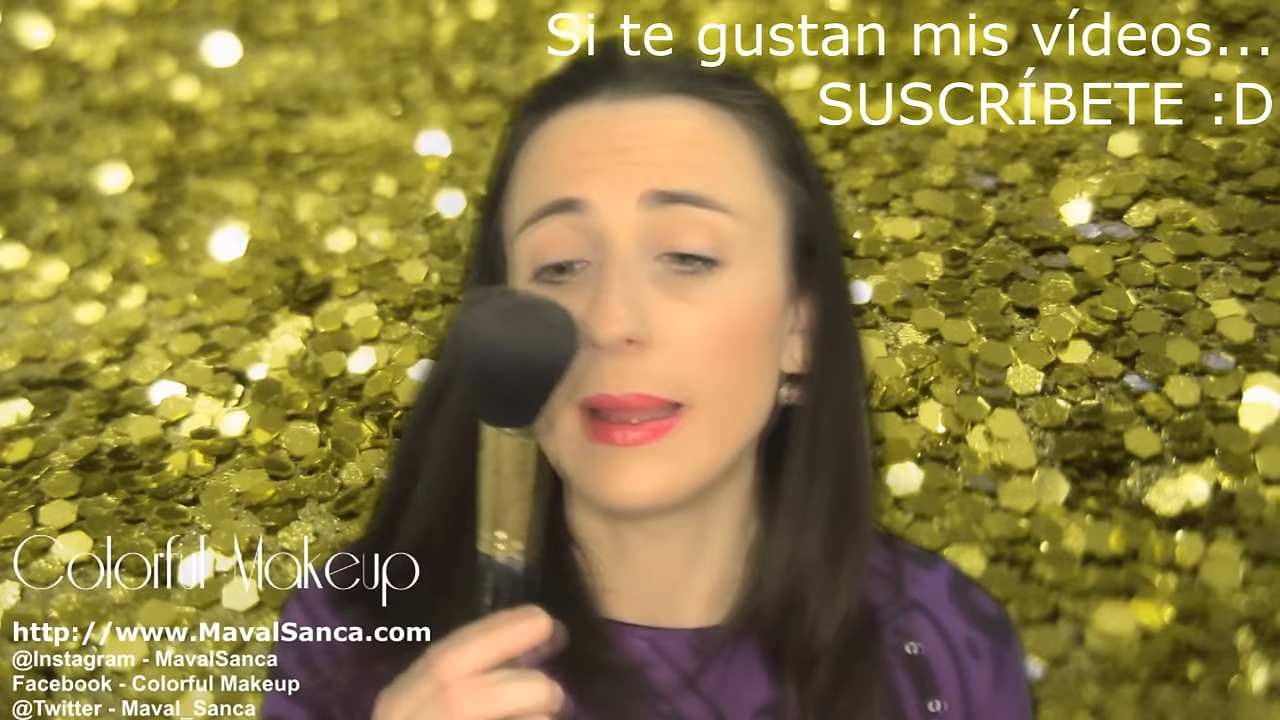 Si te gustan mis vídeos...
SUSCRÍBETE :D
Colorful Makeup
http://www.MavalSanca.com
@Instagram - MavalSanca
Facebook - Colorful Makeup
@Twitter - Maval_Sanca